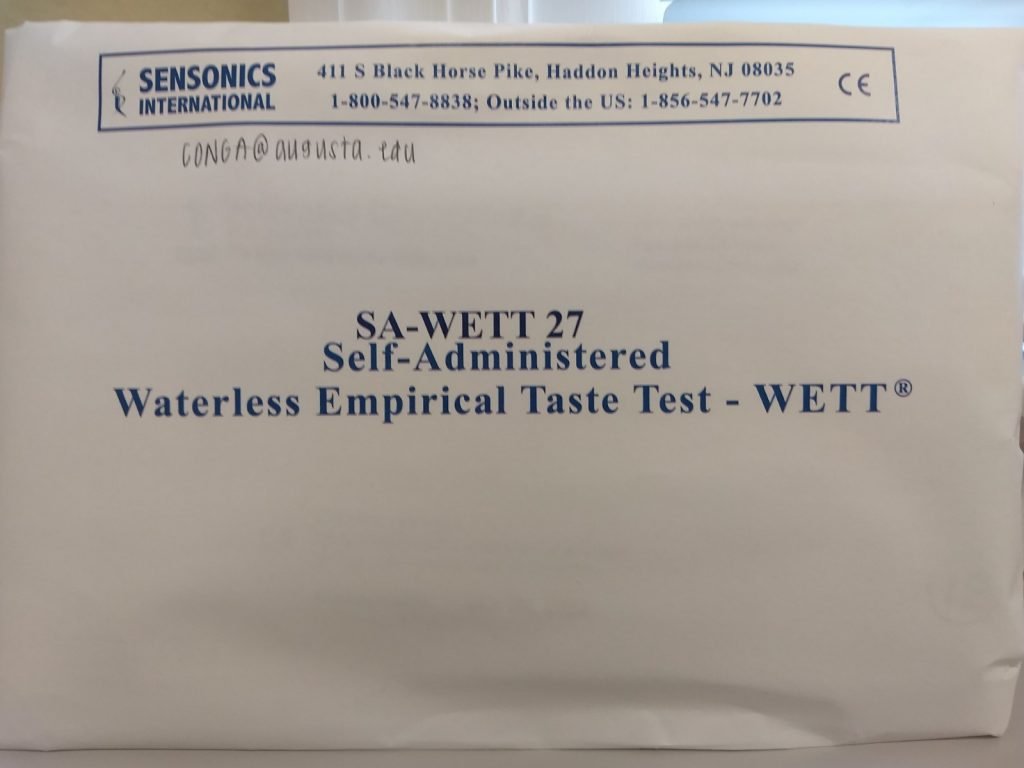 SENSONICS
INTERNATIONAL
411 S Black Horse Pike, Haddon Heights, NJ 08035
1-800-547-8838; Outside the US: 1-856-547-7702
CE
CONGA@augusta.edu
SA-WETT 27
Self-Administered
Waterless Empirical Taste Test - WETT®